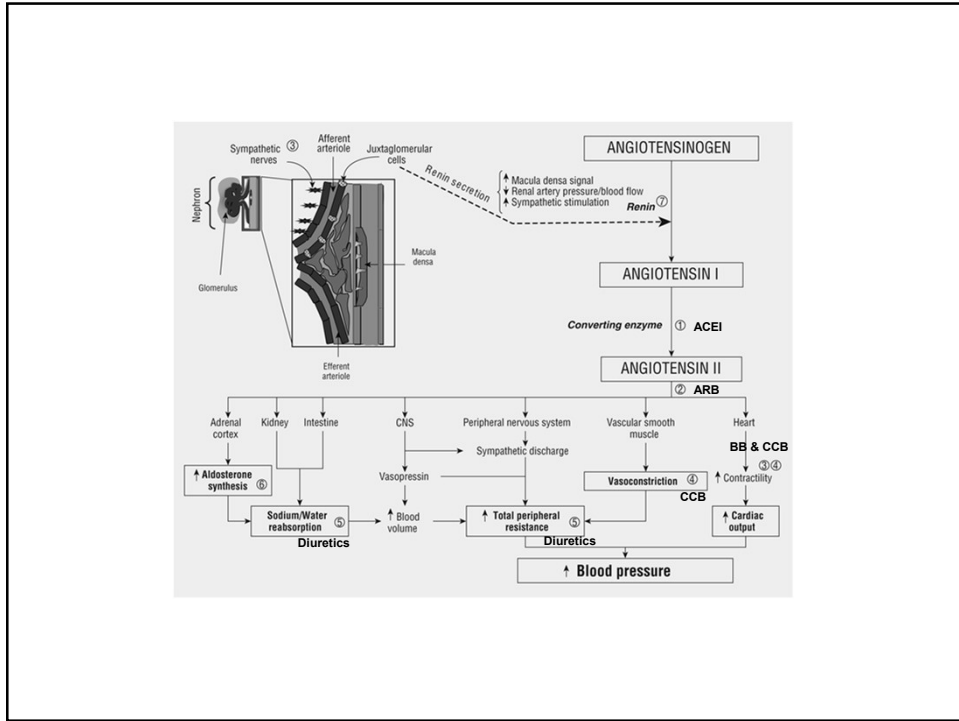 Sympathetic ③
nerves
Afferent
arteriole
Juxtaglomerular
cells
Nephron
Glomerulus
Macula
densa
Efferent
arteriole
Renin secretion
↑ Macula densa signal
↓ Renal artery pressure/blood flow
↑ Sympathetic stimulation
Renin ⑦
ANGIOTENSINOGEN
ANGIOTENSIN I
Converting enzyme ① ACEI
ANGIOTENSIN II
② ARB
Adrenal
cortex
Kidney
Intestine
CNS
Peripheral nervous system
Vascular smooth
muscle
Heart
BB & CCB
③④
↑ Contractility
Sympathetic discharge
Vasopressin
↑ Aldosterone
synthesis ⑥
Vasoconstriction ④
CCB
Sodium/Water
reabsorption ⑤
Diuretics
↑ Blood
volume
↑ Total peripheral
resistance ⑤
Diuretics
↑ Cardiac
output
↑ Blood pressure